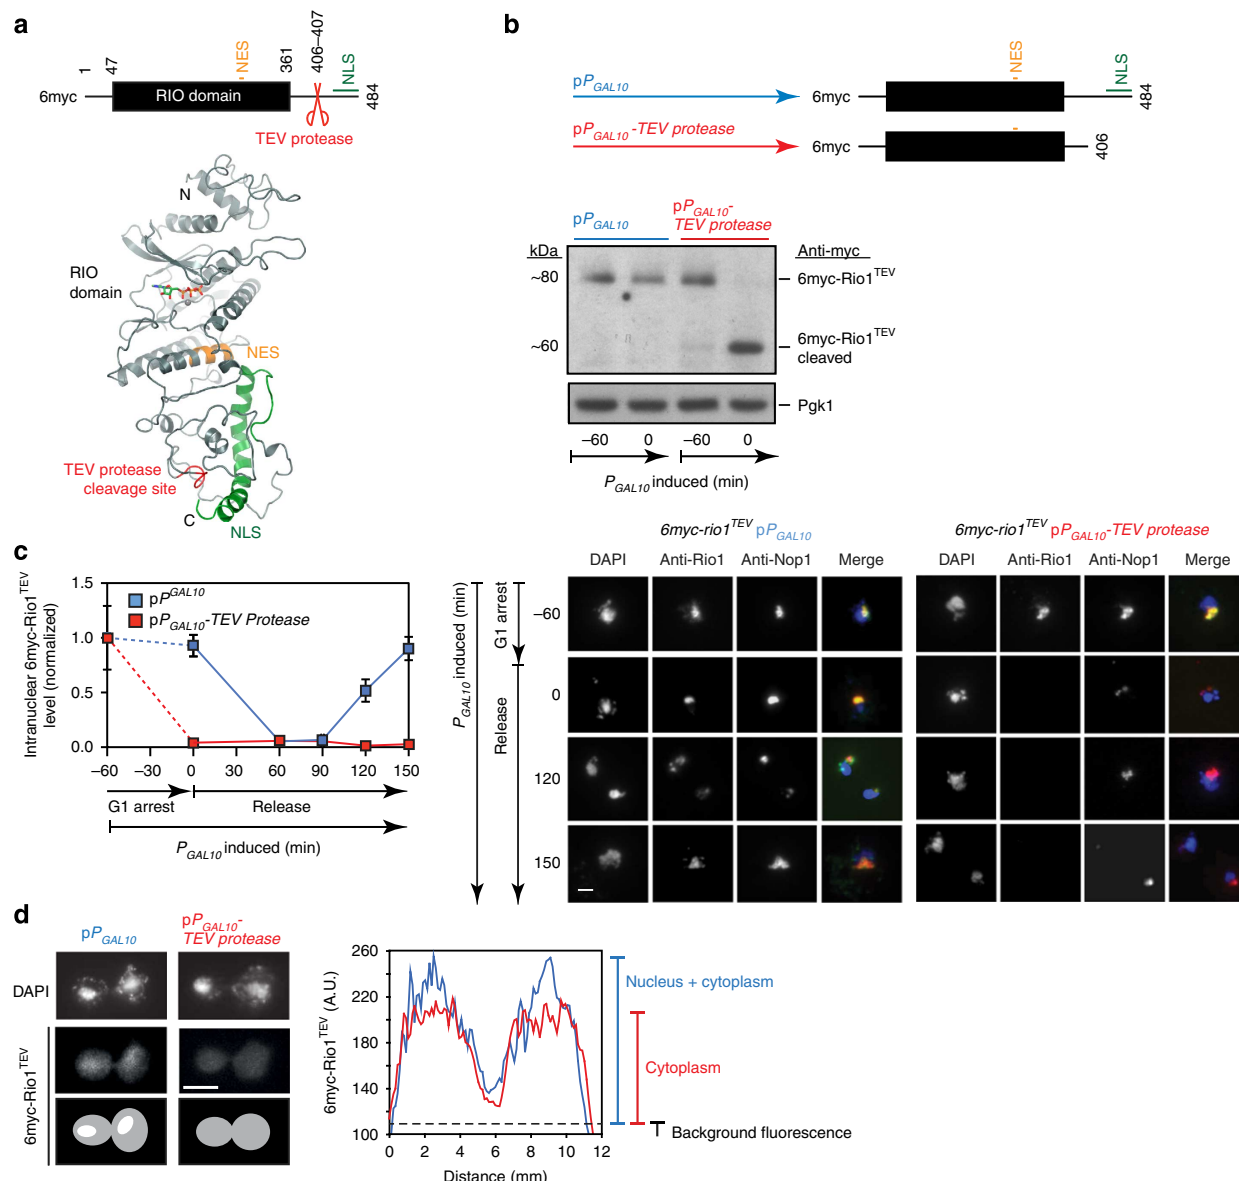 a
1
47
NES
361
406–407
NLS
484
6myc
RIO domain
TEV protease
N
RIO
domain
NES
TEV protease
cleavage site
C
NLS
b
NES
NLS
pPGAL10
6myc
484
pPGAL10-TEV protease
6myc
406
pPGAL10
pPGAL10-
TEV protease
kDa
Anti-myc
~80
6myc-Rio1TEV
~60
6myc-Rio1TEV
cleaved
Pgk1
–60 0 –60 0
PGAL10 induced (min)
c
Intranuclear 6myc-Rio1TEV
level (normalized)
1.5
1.0
0.5
0.0
pPGAL10
pPGAL10-TEV Protease
–60 –30 0 30 60 90 120 150
G1 arrest Release
PGAL10 induced (min)
PGAL10 induced (min)
G1 arrest
Release
6myc-rio1TEV pPGAL10
6myc-rio1TEV pPGAL10-TEV protease
DAPI Anti-Rio1 Anti-Nop1 Merge
DAPI Anti-Rio1 Anti-Nop1 Merge
–60
0
120
150
d
pPGAL10
pPGAL10-
TEV protease
DAPI
6myc-Rio1TEV
6myc-Rio1TEV (A.U.)
260
220
180
140
100
0 2 4 6 8 10 12
Distance (mm)
Nucleus + cytoplasm
Cytoplasm
Background fluorescence